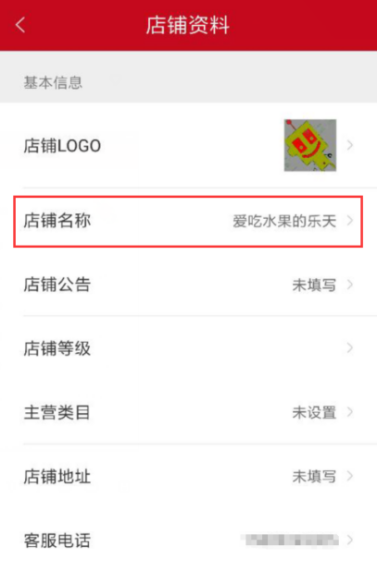 店铺资料
基本信息
店铺LOGO
店铺名称 爱吃水果的乐天
店铺公告 未填写
店铺等级
主营类目 未设置
店铺地址 未填写
客服电话